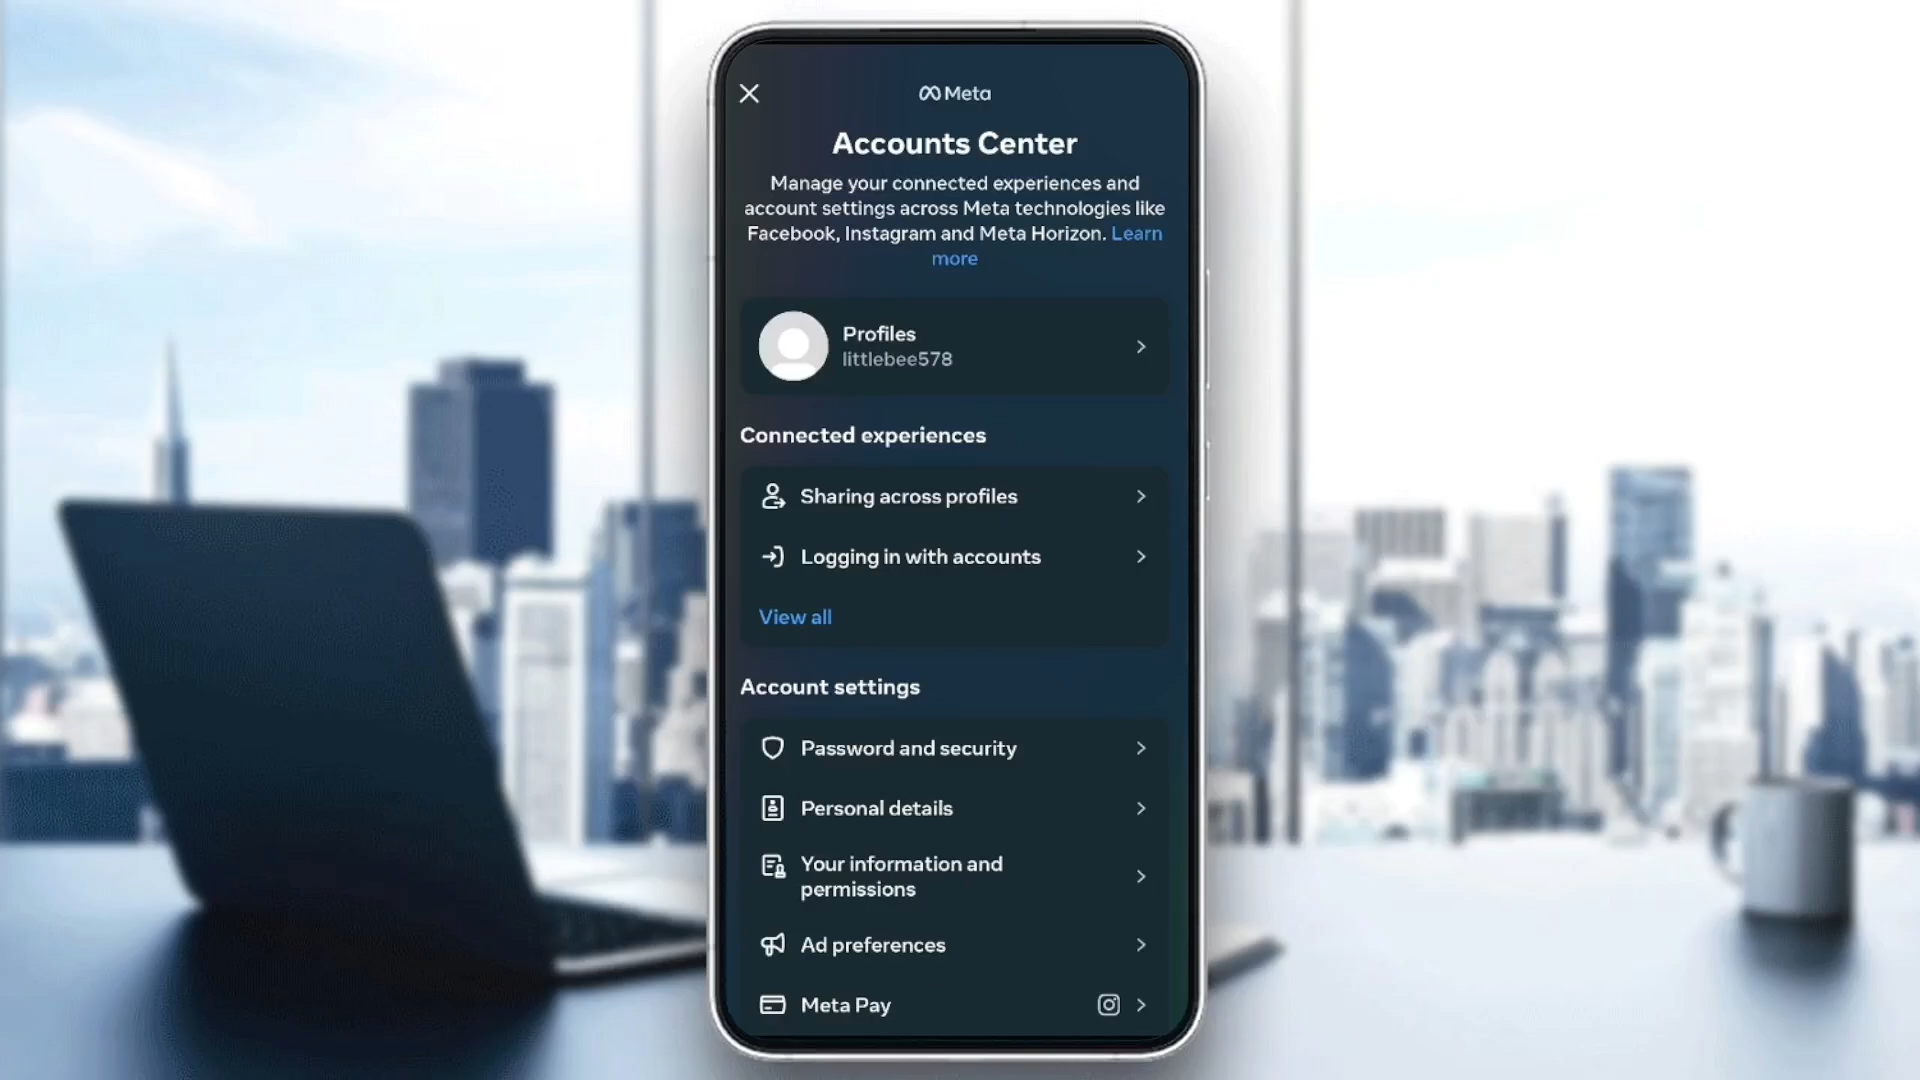 Meta
Accounts Center
Manage your connected experiences and
account settings across Meta technologies like
Facebook, Instagram and Meta Horizon. Learn
more
Profiles
littlebee578
Connected experiences
Sharing across profiles
Logging in with accounts
View all
Account settings
Password and security
Personal details
Your information and
permissions
Ad preferences
Meta Pay